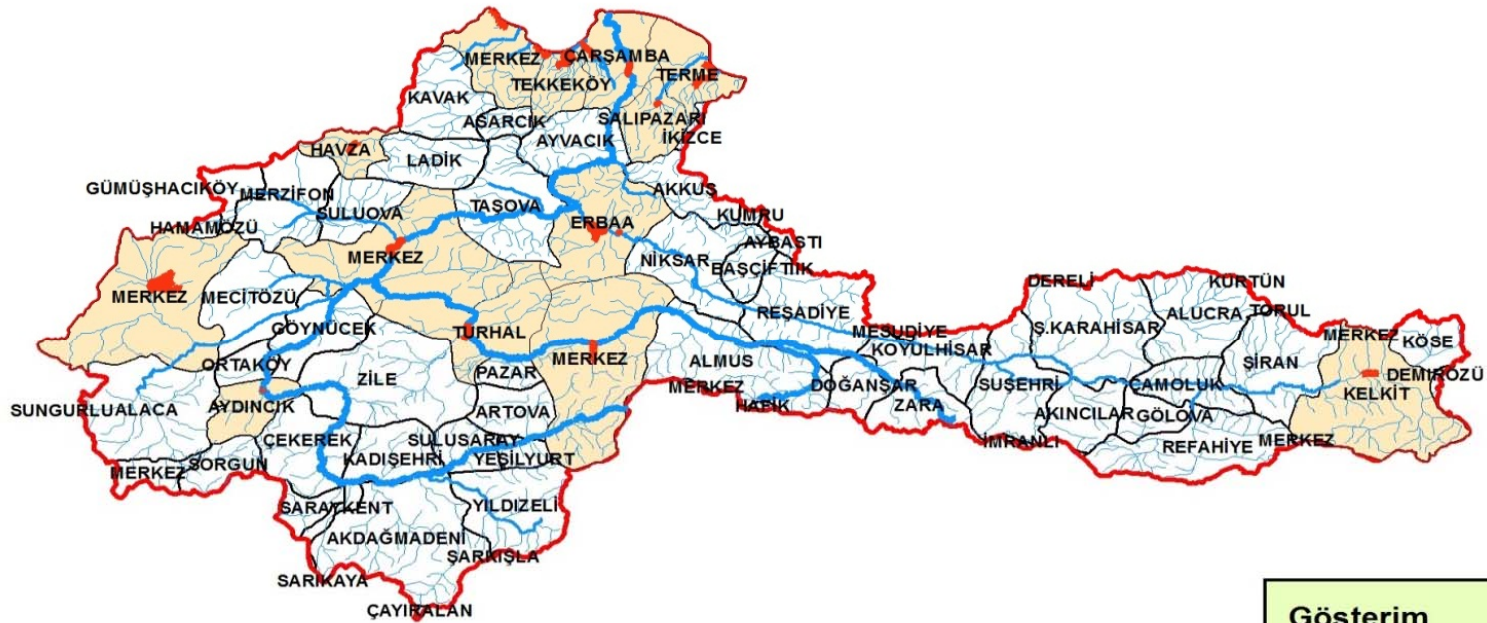 MERKEZ
ÇARŞAMBA
TEKKEKÖY
TERME
KAVAK
ASARCIK
SALIPAZARI
AYVACIK
İKİZCE
HAVZA
LADİK
GÜMÜŞHACIKÖY
MERZİFON
AKKUŞ
TAŞOVA
SULUOVA
HAMAMÖZÜ
KUMRU
ERBAA
AYBASTI
MERKEZ
NİKSAR
BAŞÇİFTLİK
DERELİ
KÜRTÜN
MERKEZ
MECİTÖZÜ
REŞADİYE
ALUCRA
TORUL
GÖYNÜCEK
TURHAL
MESUDİYE
Ş.KARAHİSAR
MERKEZ
KÖSE
KOYULHİSAR
ORTAKÖY
MERKEZ
ALMUS
ŞİRAN
PAZAR
DEMİRÖZÜ
ZİLE
MERKEZ
DOĞANŞAR
SUŞEHRİ
ÇAMOLUK
KELKİT
SUNGURLU
ALACA
AYDINCIK
ARTOVA
HAFİK
ZARA
AKINCILAR
GÖLOVA
ÇEKEREK
SULUSARAY
İMRANLI
REFAHİYE
MERKEZ
MERKEZ
SORGUN
KADIŞEHRİ
YEŞİLYURT
SARAYKENT
YILDIZELİ
AKDAĞMADENİ
ŞARKIŞLA
SARIKAYA
ÇAYIRALAN
Gösterim